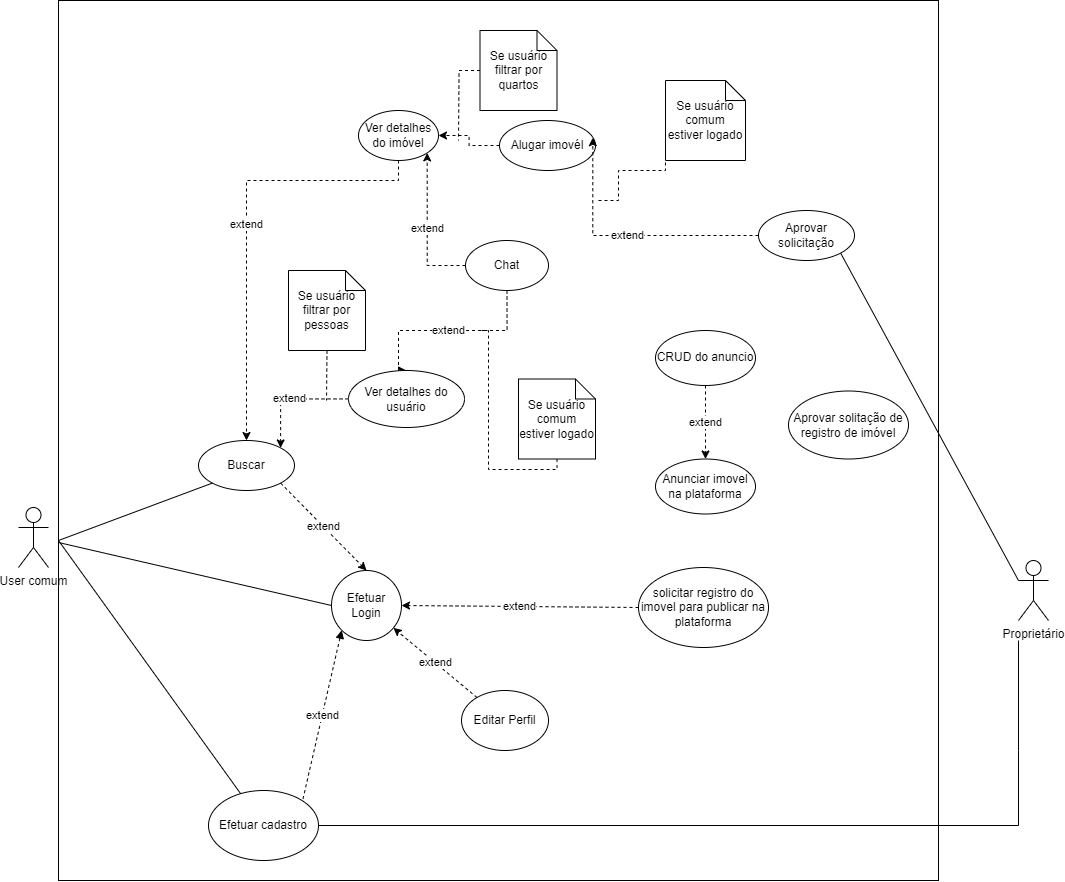 Se usuário
filtrar por
quartos
Se usuário
comum
estiver logado
Ver detalhes
do imóvel
Alugar imovél
extend
extend
extend
Aprovar
solicitação
Chat
Se usuário
filtrar por
pessoas
extend
CRUD do anuncio
extend
Ver detalhes do
usuário
Se usuário
comum
estiver logado
extend
Aprovar solitação de
registro de imóvel
Buscar
Anunciar imovel
na plataforma
extend
User comum
Efetuar
Login
extend
solicitar registro do
imovel para publicar na
plataforma
Proprietário
extend
extend
Editar Perfil
Efetuar cadastro